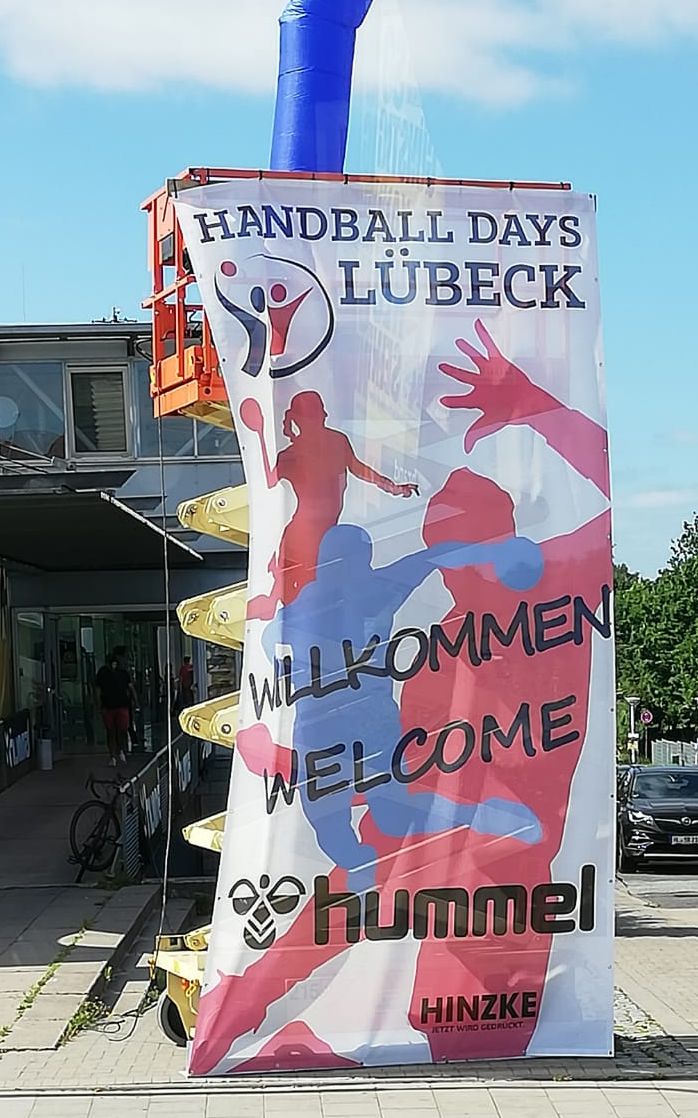 HANDBALL DAYS
LÜBECK
WILLKOMMEN
WELCOME
hummel
HINZKE
JETZT WIRD GEDRUCKT.